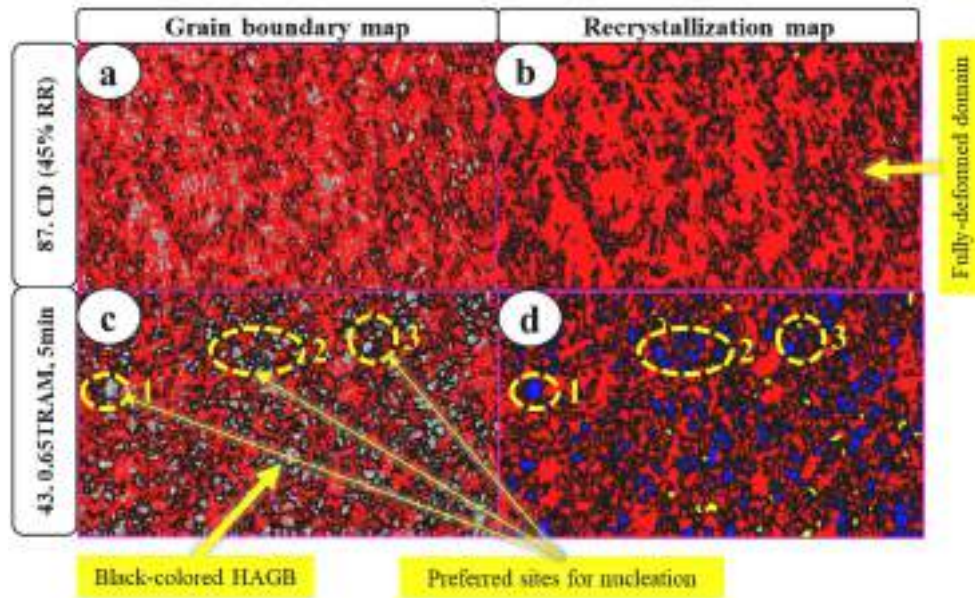 Grain boundary map
Recrystallization map
87. CD (45% RR)
a
b
Fully-deformed domain
43. 0.65TRAM, 5min
c
1
2
3
d
1
2
3
Black-colored HAGB
Preferred sites for nucleation